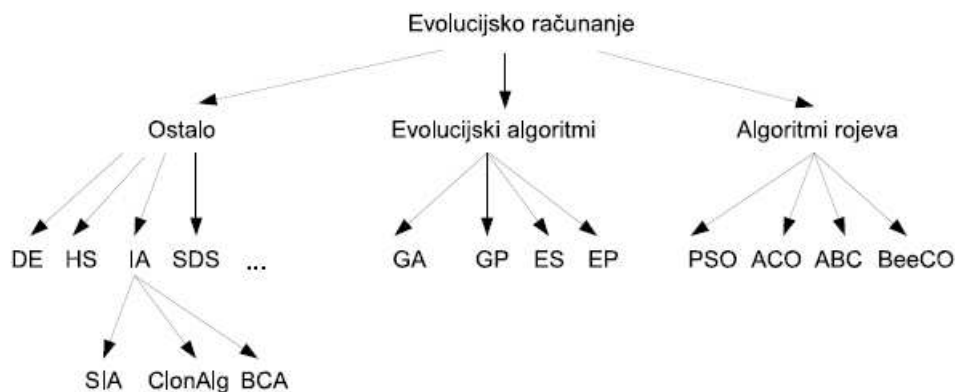 Evolucijsko računanje
Ostalo Evolucijski algoritmi Algoritmi rojeva
DE HS IA SDS ... GA GP ES EP PSO ACO ABC BeeCO
SIA ClonAlg BCA